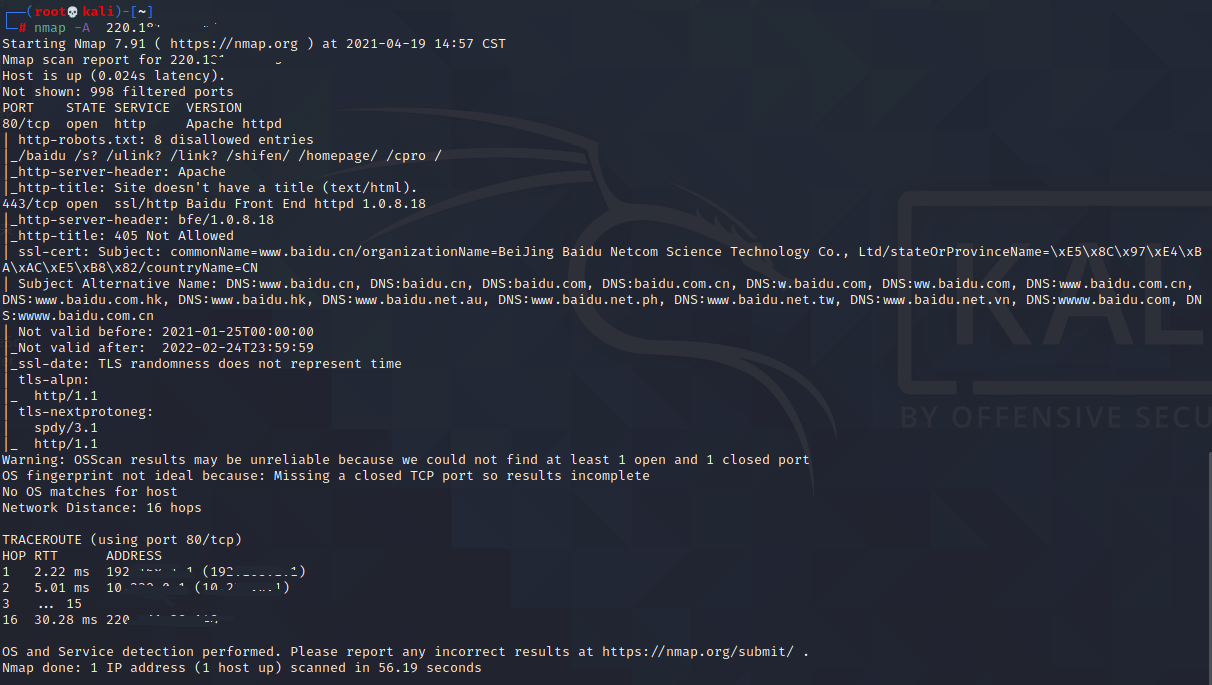 ┌──(root💀kali)-[~]
└─# nmap -A 220.18
Starting Nmap 7.91 ( https://nmap.org ) at 2021-04-19 14:57 CST
Nmap scan report for 220.181
Host is up (0.024s latency).
Not shown: 998 filtered ports
PORT    STATE SERVICE  VERSION
80/tcp  open  http     Apache httpd
| http-robots.txt: 8 disallowed entries
|_/baidu /s? /ulink? /link? /shifen/ /homepage/ /cpro /
|_http-server-header: Apache
|_http-title: Site doesn't have a title (text/html).
443/tcp open  ssl/http Baidu Front End httpd 1.0.8.18
|_http-server-header: bfe/1.0.8.18
|_http-title: 405 Not Allowed
| ssl-cert: Subject: commonName=www.baidu.cn/organizationName=BeiJing Baidu Netcom Science Technology Co., Ltd/stateOrProvinceName=\xE5\x8C\x97\xE4\xB
A\xAC\xE5\xB8\x82/countryName=CN
| Subject Alternative Name: DNS:www.baidu.cn, DNS:baidu.cn, DNS:baidu.com, DNS:baidu.com.cn, DNS:w.baidu.com, DNS:ww.baidu.com, DNS:www.baidu.com.cn,
DNS:www.baidu.com.hk, DNS:www.baidu.hk, DNS:www.baidu.net.au, DNS:www.baidu.net.ph, DNS:www.baidu.net.tw, DNS:www.baidu.net.vn, DNS:wwww.baidu.com, DN
S:wwww.baidu.com.cn
| Not valid before: 2021-01-25T00:00:00
|_Not valid after:  2022-02-24T23:59:59
|_ssl-date: TLS randomness does not represent time
| tls-alpn:
|_  http/1.1
| tls-nextprotoneg:
|   spdy/3.1
|_  http/1.1
Warning: OSScan results may be unreliable because we could not find at least 1 open and 1 closed port
OS fingerprint not ideal because: Missing a closed TCP port so results incomplete
No OS matches for host
Network Distance: 16 hops
TRACEROUTE (using port 80/tcp)
HOP RTT      ADDRESS
1   2.22 ms  192
2   5.01 ms  10
3   ... 15
16  30.28 ms 220
OS and Service detection performed. Please report any incorrect results at https://nmap.org/submit/ .
Nmap done: 1 IP address (1 host up) scanned in 56.19 seconds
KAL
BY OFFENSIVE SECU